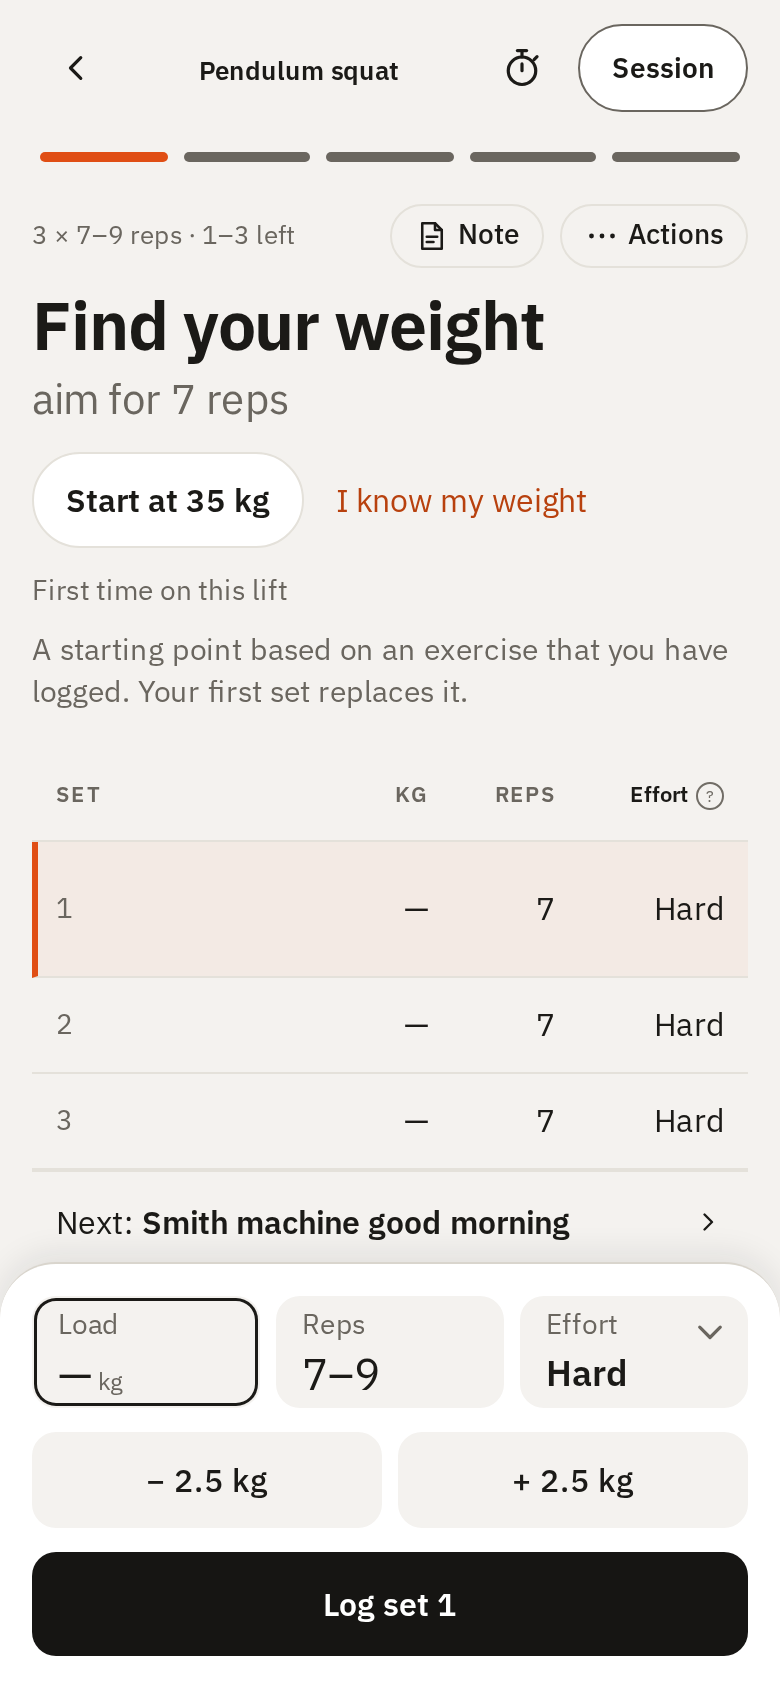 Pendulum squat
Session
3 × 7–9 reps · 1–3 left
Note
··· Actions
Find your weight
aim for 7 reps
Start at 35 kg
I know my weight
First time on this lift
A starting point based on an exercise that you have
logged. Your first set replaces it.
SET KG REPS Effort ?
1 — 7 Hard
2 — 7 Hard
3 — 7 Hard
Next: Smith machine good morning
Load
— kg
Reps
7–9
Effort
Hard
− 2.5 kg
+ 2.5 kg
Log set 1